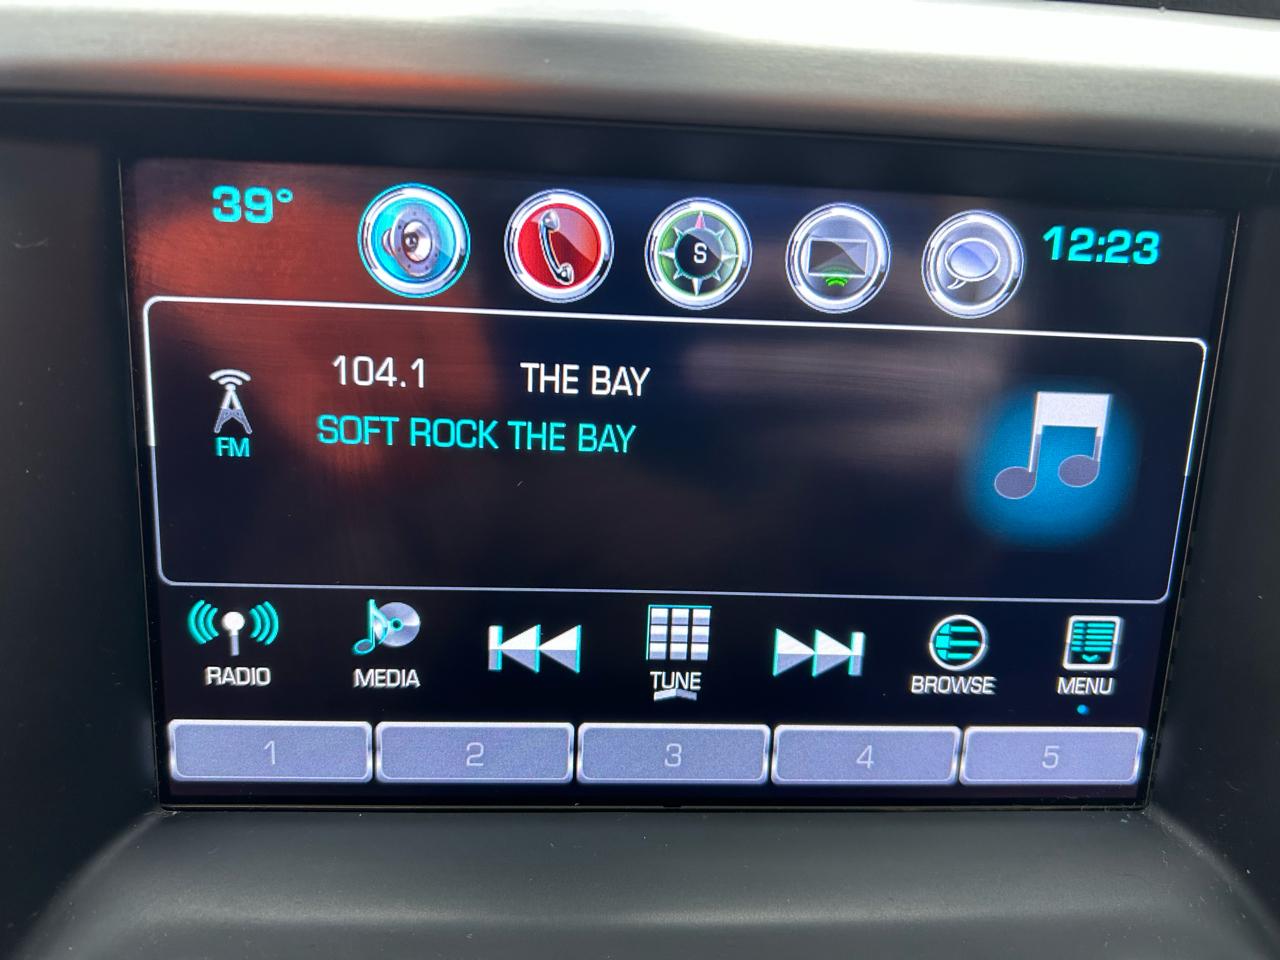 39°
S
12:23
104.1 THE BAY
FM
SOFT ROCK THE BAY
RADIO
MEDIA
TUNE
BROWSE
MENU
1 2 3 4 5